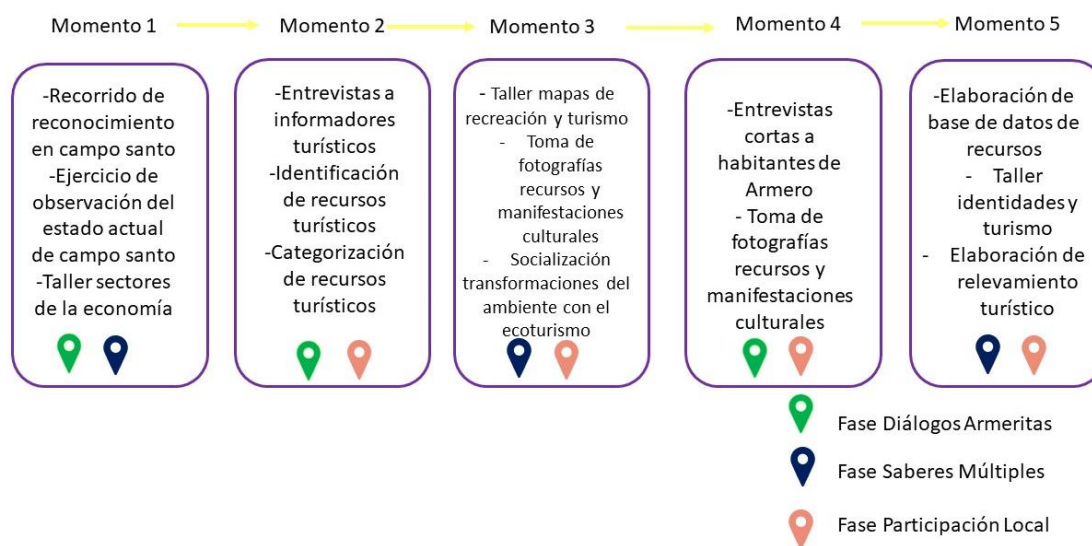 Momento 1
Momento 2
Momento 3
Momento 4
Momento 5
-Recorrido de
reconocimiento
en campo santo
-Ejercicio de
observación del
estado actual
de campo santo
-Taller sectores
de la economía
-Entrevistas a
informadores
turísticos
-Identificación
de recursos
turísticos
-Categorización
de recursos
turísticos
- Taller mapas de
recreación y turismo
- Toma de
fotografías
recursos y
manifestaciones
culturales
- Socialización
transformaciones del
ambiente con el
ecoturismo
- Entrevistas
cortas a
habitantes de
Armero
- Toma de
fotografías
recursos y
manifestaciones
culturales
-Elaboración de
base de datos de
recursos
- Taller
identidades y
turismo
- Elaboración de
relevamiento
turístico
Fase Diálogos Armeritas
Fase Saberes Múltiples
Fase Participación Local